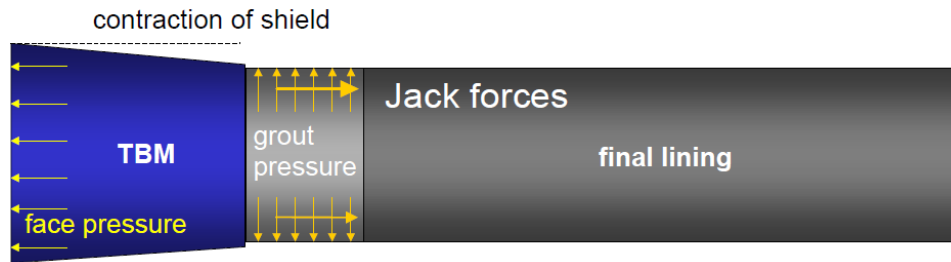 contraction of shield
Jack forces
grout
pressure
TBM
final lining
face pressure